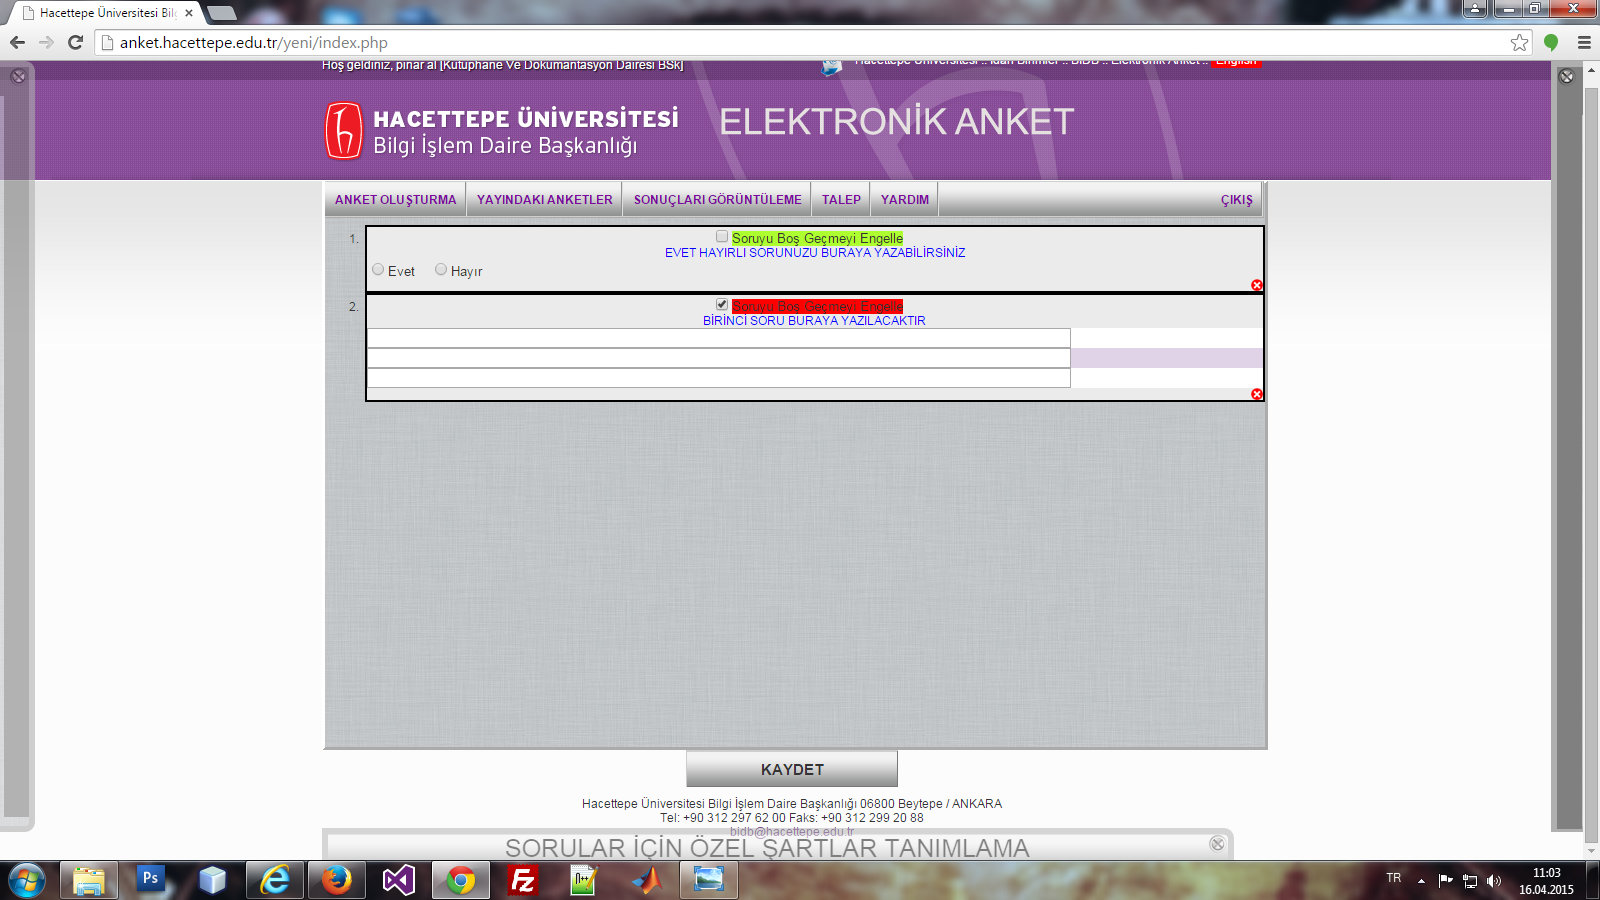 Hacettepe Üniversitesi Bil
anket.hacettepe.edu.tr/yeni/index.php
Hoş geldiniz, pınar al [Kütüphane Ve Dokümantasyon Dairesi BŞk]
Hacettepe Üniversitesi :: İdari Birimler :: BİDB :: Elektronik Anket :: English
HACETTEPE ÜNİVERSİTESİ
Bilgi İşlem Daire Başkanlığı
ELEKTRONİK ANKET
ANKET OLUŞTURMA YAYINDAKI ANKETLER SONUÇLARI GÖRÜNTÜLEME TALEP YARDIM ÇIKIŞ
1. Soruyu Boş Geçmeyi Engelle
EVET HAYIRLI SORUNUZU BURAYA YAZABİLİRSİNİZ
Evet Hayır
2. Soruyu Boş Geçmeyi Engelle
BİRİNCİ SORU BURAYA YAZILACAKTIR
KAYDET
Hacettepe Üniversitesi Bilgi İşlem Daire Başkanlığı 06800 Beytepe / ANKARA
Tel: +90 312 297 62 00 Faks: +90 312 299 20 88
bidb@hacettepe.edu.tr
SORULAR İÇİN ÖZEL ŞARTLAR TANIMLAMA
Ps
Fz
TR
11:03
16.04.2015